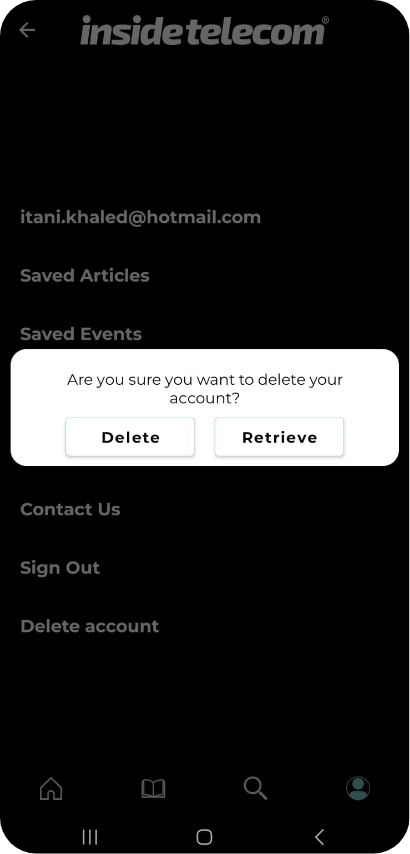 insidetelecom®
itani.khaled@hotmail.com
Saved Articles
Saved Events
Are you sure you want to delete your
account?
Delete Retrieve
Contact Us
Sign Out
Delete account